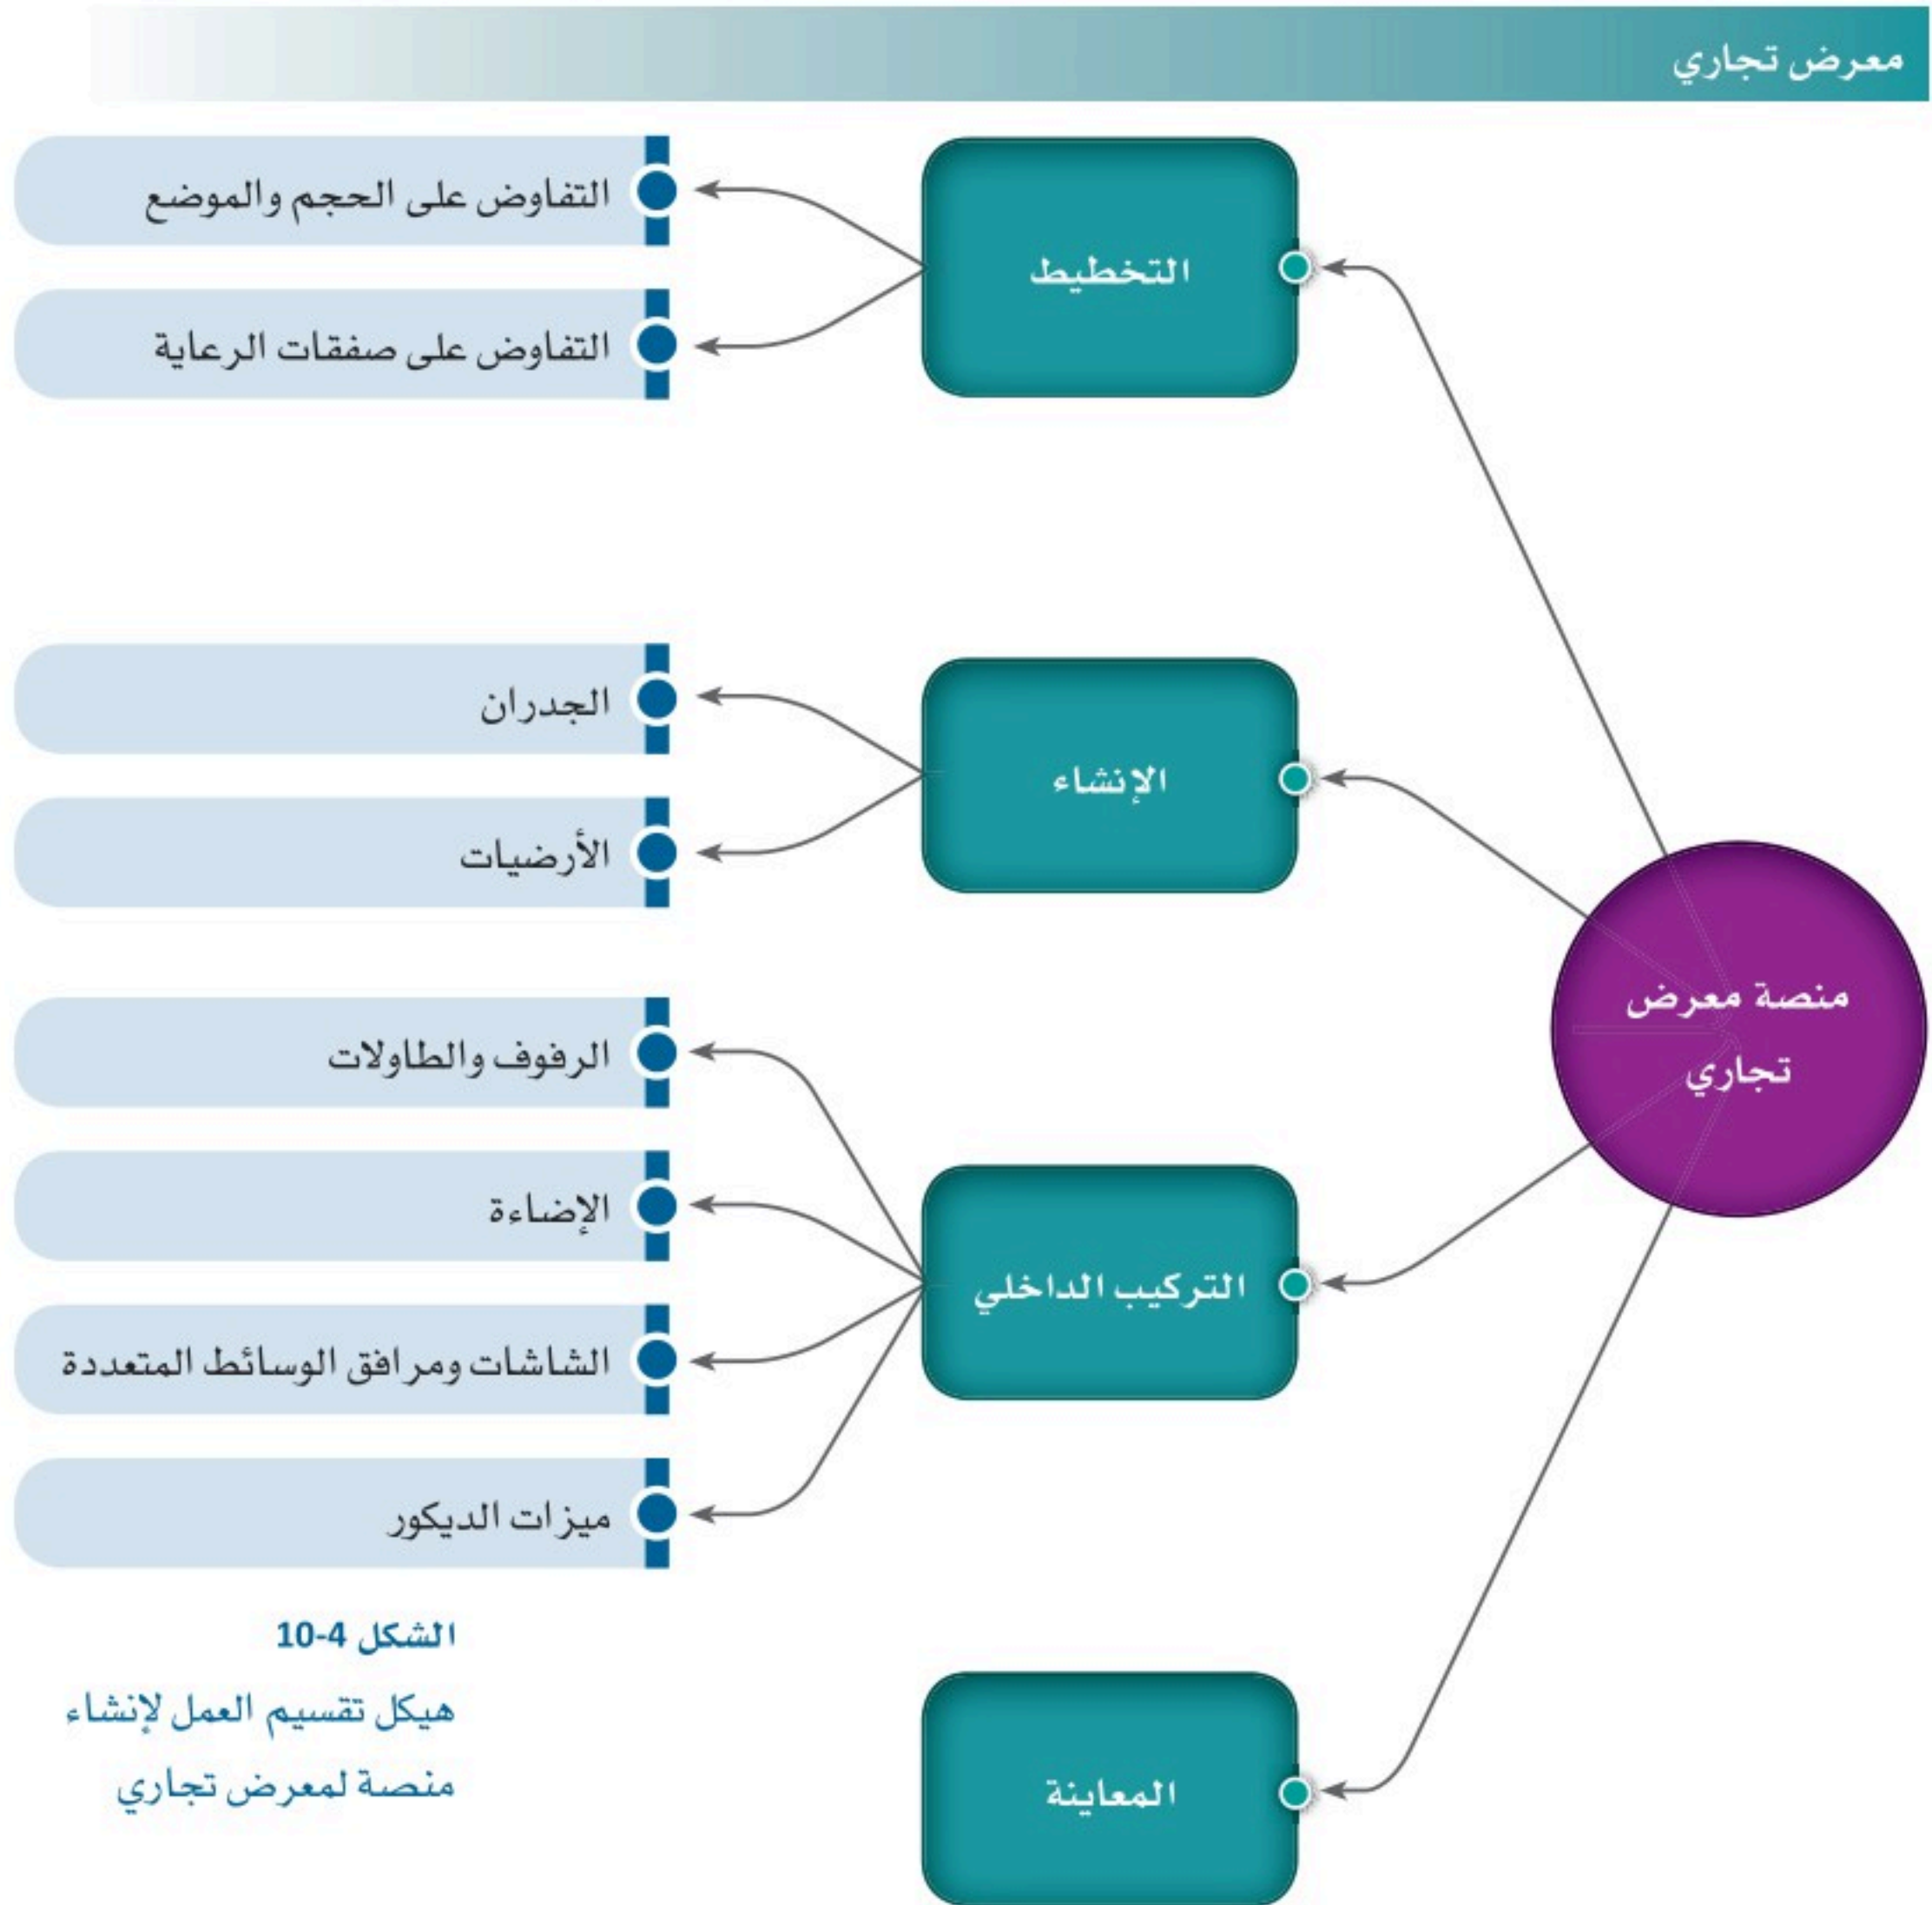 معرض تجاري
منصة معرض
تجاري
التخطيط
التفاوض على الحجم والموضع
التفاوض على صفقات الرعاية
الإنشاء
الجدران
الأرضيات
التركيب الداخلي
الرفوف والطاولات
الإضاءة
الشاشات ومرافق الوسائط المتعددة
ميزات الديكور
المعاينة
الشكل 4-10
هيكل تقسيم العمل لإنشاء
منصة لمعرض تجاري